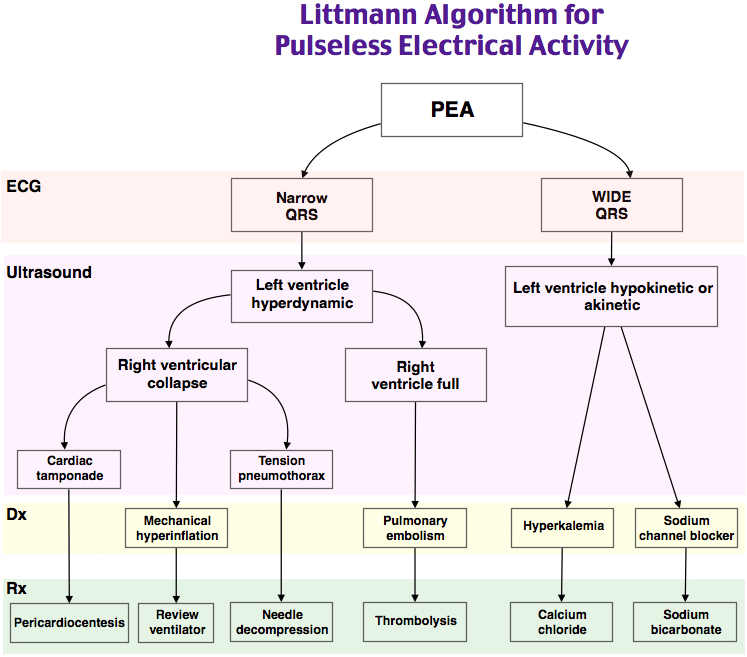 Littmann Algorithm for
Pulseless Electrical Activity
PEA
ECG
Narrow
QRS
WIDE
QRS
Ultrasound
Left ventricle
hyperdynamic
Left ventricle hypokinetic or
akinetic
Right ventricular
collapse
Right
ventricle full
Cardiac
tamponade
Tension
pneumothorax
Dx
Mechanical
hyperinflation
Pulmonary
embolism
Hyperkalemia
Sodium
channel blocker
Rx
Pericardiocentesis
Review
ventilator
Needle
decompression
Thrombolysis
Calcium
chloride
Sodium
bicarbonate